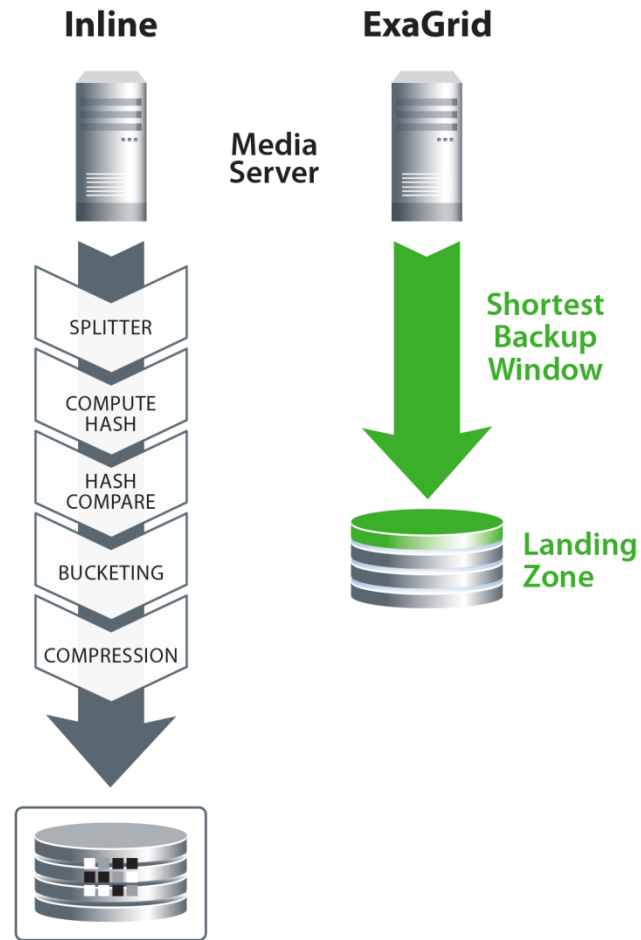 Inline
ExaGrid
Media
Server
SPLITTER
COMPUTE
HASH
HASH
COMPARE
BUCKETING
COMPRESSION
Shortest
Backup
Window
Landing
Zone